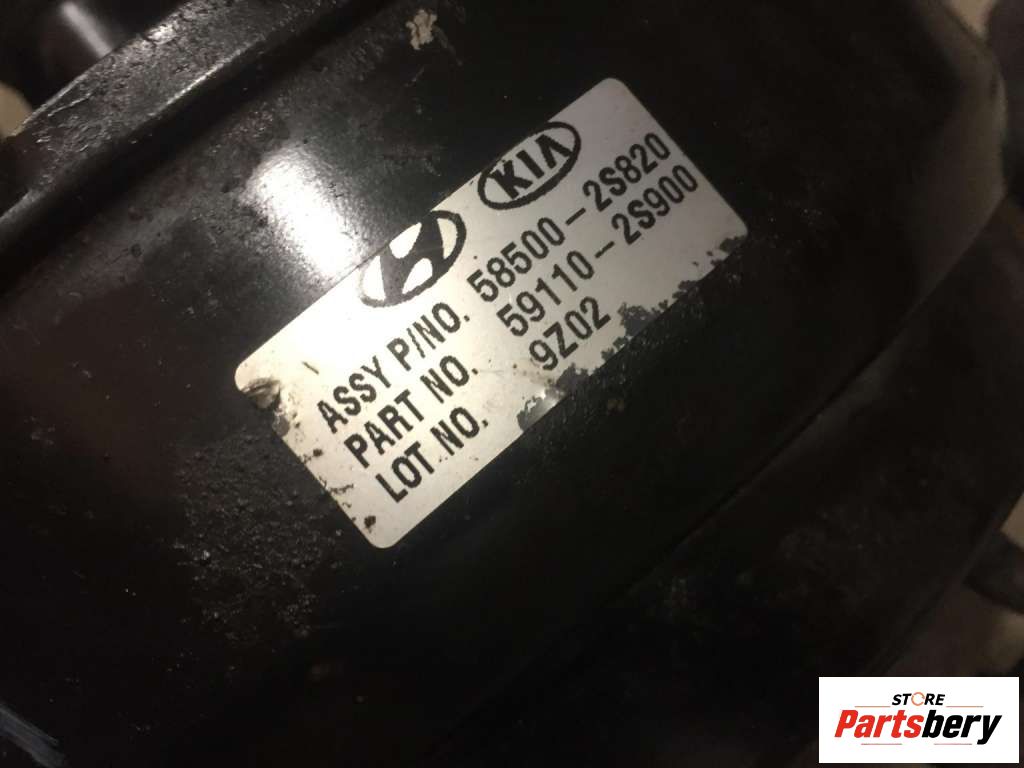 KIA
ASSY P/NO. 58500-2S820
PART NO. 59110-2S900
LOT NO. 9Z02
STORE
Partsbery